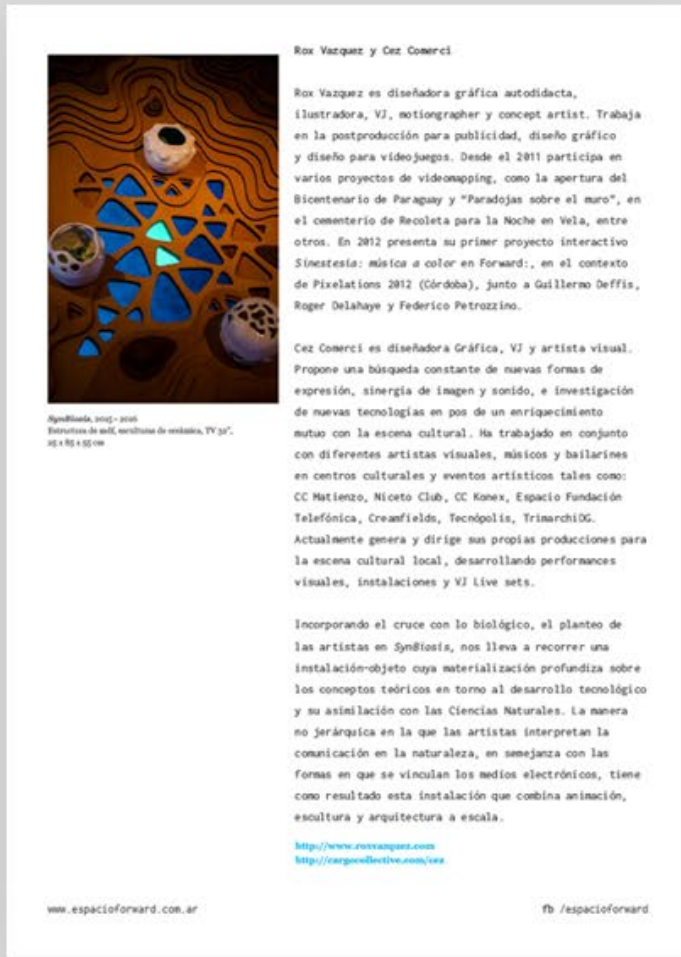 Rox Vazquez y Cez Comerci
Rox Vazquez es diseñadora gráfica autodidacta,
ilustradora, VJ, motiongrapher y concept artist. Trabaja
en la postproducción para publicidad, diseño gráfico
y diseño para videojuegos. Desde el 2011 participa en
varios proyectos de videomapping, como la apertura del
Bicentenario de Paraguay y "Paradojas sobre el muro", en
el cementerio de Recoleta para la Noche en Vela, entre
otros. En 2012 presenta su primer proyecto interactivo
Sinestesia: música a color en Forward:, en el contexto
de Pixelations 2012 (Córdoba), junto a Guillermo Deffis,
Roger Delahaye y Federico Petrozzino.
Cez Comerci es diseñadora Gráfica, VJ y artista visual.
Propone una búsqueda constante de nuevas formas de
expresión, sinergía de imagen y sonido, e investigación
de nuevas tecnologías en pos de un enriquecimiento
mutuo con la escena cultural. Ha trabajado en conjunto
con diferentes artistas visuales, músicos y bailarines
en centros culturales y eventos artísticos tales como:
CC Matienzo, Niceto Club, CC Konex, Espacio Fundación
Telefónica, Creamfields, Tecnópolis, TrimarchiDG.
Actualmente genera y dirige sus propias producciones para
la escena cultural local, desarrollando performances
visuales, instalaciones y VJ Live sets.
Incorporando el cruce con lo biológico, el planteo de
las artistas en SynBiosis, nos lleva a recorrer una
instalación-objeto cuya materialización profundiza sobre
los conceptos teóricos en torno al desarrollo tecnológico
y su asimilación con las Ciencias Naturales. La manera
no jerárquica en la que las artistas interpretan la
comunicación en la naturaleza, en semejanza con las
formas en que se vinculan los medios electrónicos, tiene
como resultado esta instalación que combina animación,
escultura y arquitectura a escala.
http://www.roxvazquez.com
http://cargocollective.com/cez
SynBiosis, 2015 - 2016
Estructura de mdf, esculturas de cerámica, TV 32",
25 x 85 x 55 cm
www.espacioforward.com.ar
fb /espacioforward